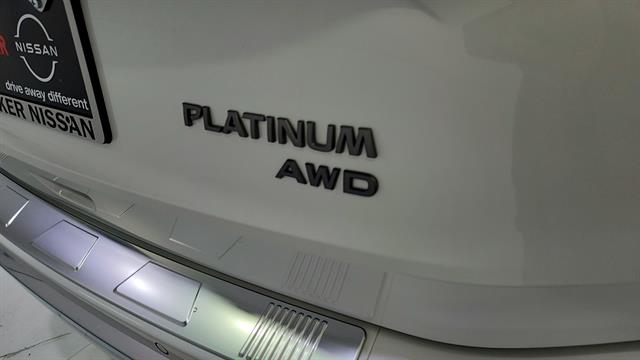 NISSAN
drive away different
KER NISSAN
PLATINUM
AWD